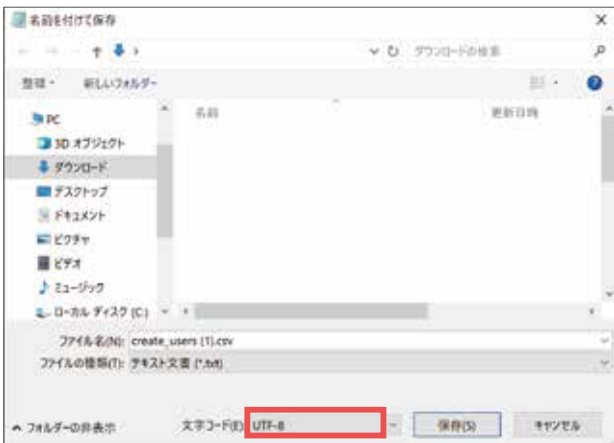 名前を付けて保存
ダウンロードの検索
整理 新しいフォルダー
名前 更新日時
PC
3D オブジェクト
ダウンロード
デスクトップ
ドキュメント
ピクチャ
ビデオ
ミュージック
ローカル ディスク (C:)
ファイル名(N): create_users (1).csv
ファイルの種類(T): テキスト文書 (*.txt)
フォルダーの非表示 文字コード(E): UTF-8 保存(S) キャンセル